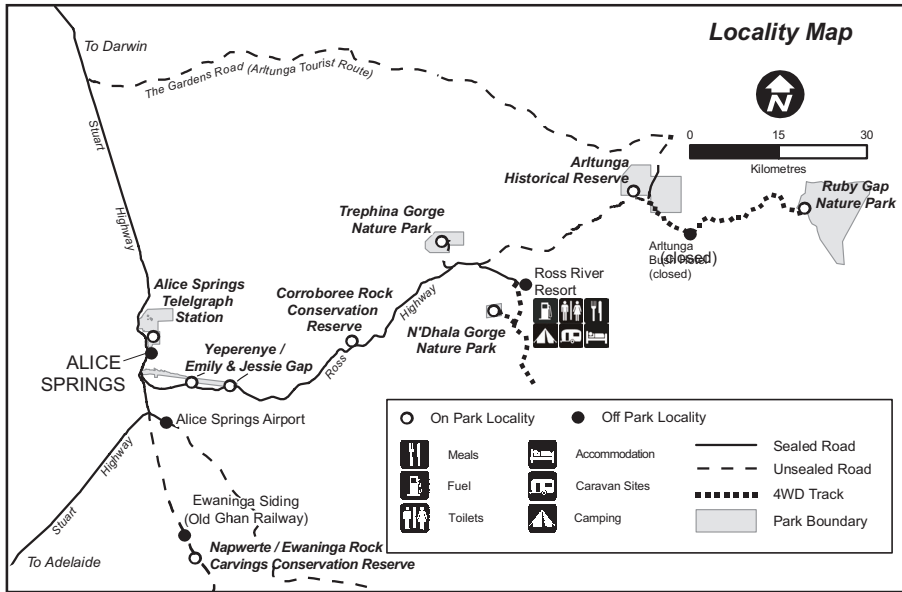 Locality Map
To Darwin
The Gardens Road (Arltunga Tourist Route)
Stuart
Highway
N
0 15 30
Kilometres
Arltunga
Historical Reserve
Ruby Gap
Nature Park
Trephina Gorge
Nature Park
Arltunga
Bush Hotel
(closed)
(closed)
Ross River
Resort
Alice Springs
Telelgraph
Station
Corroboree Rock
Conservation
Reserve
Highway
Ross
N'Dhala Gorge
Nature Park
ALICE
SPRINGS
Yeperenye /
Emily & Jessie Gap
Alice Springs Airport
Highway
Stuart
To Adelaide
Ewaninga Siding
(Old Ghan Railway)
Napwerte / Ewaninga Rock
Carvings Conservation Reserve
On Park Locality
Off Park Locality
Meals
Fuel
Toilets
Accommodation
Caravan Sites
Camping
Sealed Road
Unsealed Road
4WD Track
Park Boundary